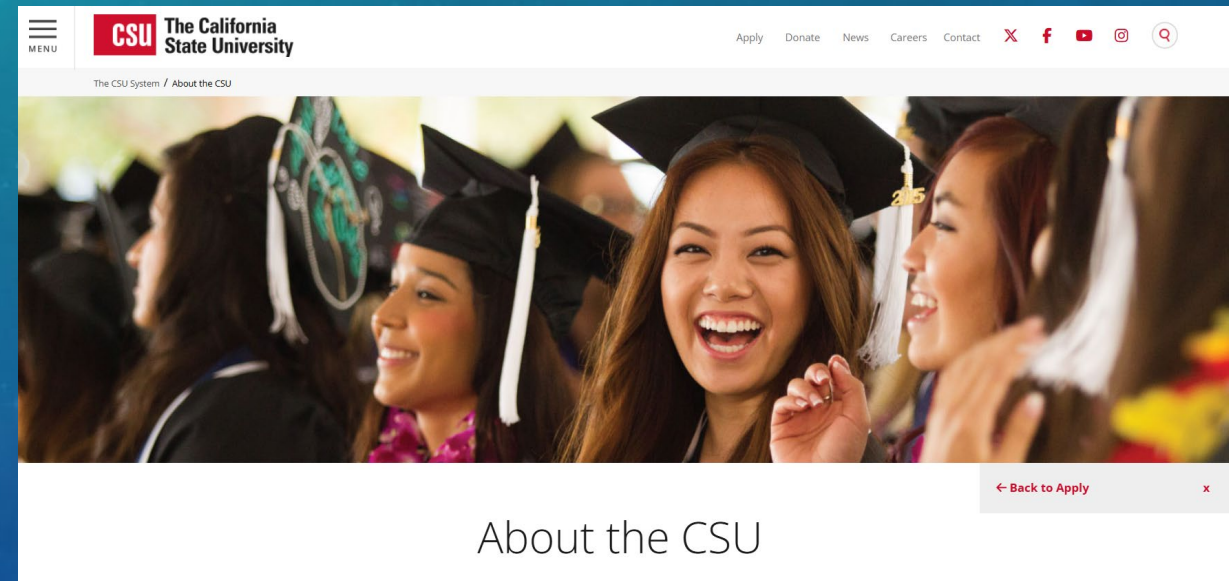 MENU
CSU The California
State University
Apply Donate News Careers Contact
The CSU System / About the CSU
2015
← Back to Apply x
About the CSU